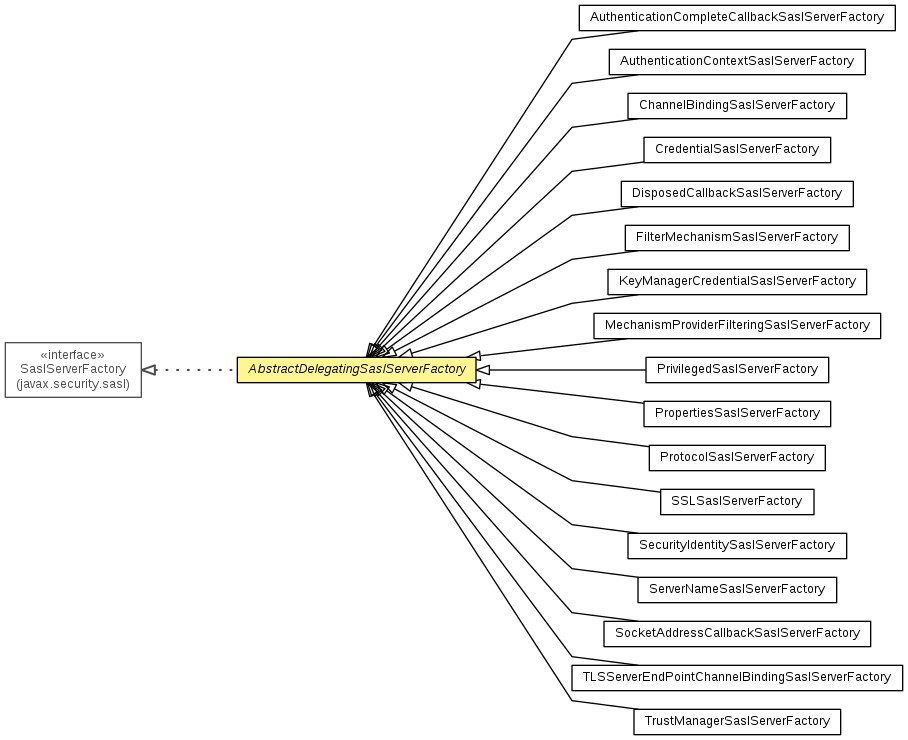 «interface»
SaslServerFactory
(javax.security.sasl)
AbstractDelegatingSaslServerFactory
AuthenticationCompleteCallbackSaslServerFactory
AuthenticationContextSaslServerFactory
ChannelBindingSaslServerFactory
CredentialSaslServerFactory
DisposedCallbackSaslServerFactory
FilterMechanismSaslServerFactory
KeyManagerCredentialSaslServerFactory
MechanismProviderFilteringSaslServerFactory
PrivilegedSaslServerFactory
PropertiesSaslServerFactory
ProtocolSaslServerFactory
SSLSaslServerFactory
SecurityIdentitySaslServerFactory
ServerNameSaslServerFactory
SocketAddressCallbackSaslServerFactory
TLSServerEndPointChannelBindingSaslServerFactory
TrustManagerSaslServerFactory